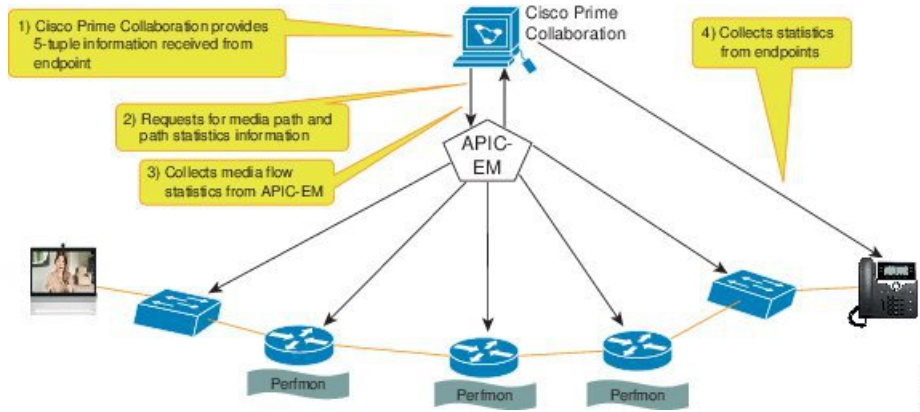 1) Cisco Prime Collaboration provides
5-tuple information received from
endpoint
Cisco Prime
Collaboration
4) Collects statistics
from endpoints
2) Requests for media path and
path statistics information
APIC-
EM
3) Collects media flow
statistics from APIC-EM
Perfmon
Perfmon
Perfmon